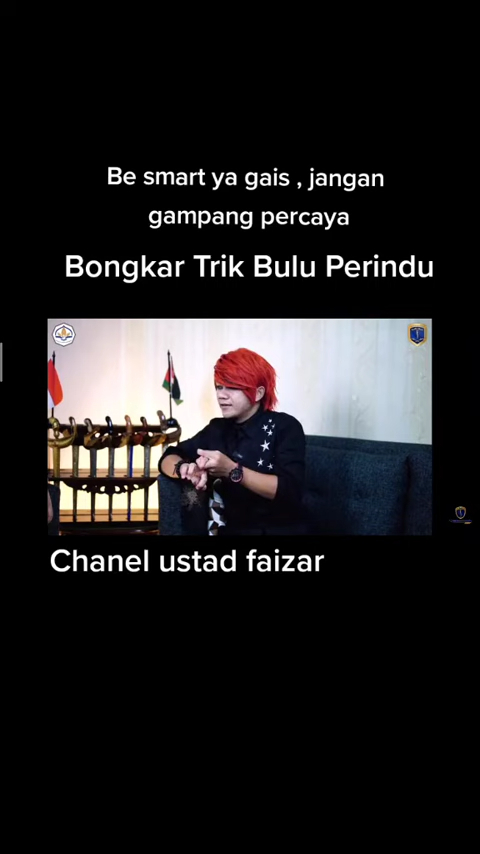 Be smart ya gais , jangan
gampang percaya
Bongkar Trik Bulu Perindu
Chanel ustad faizar